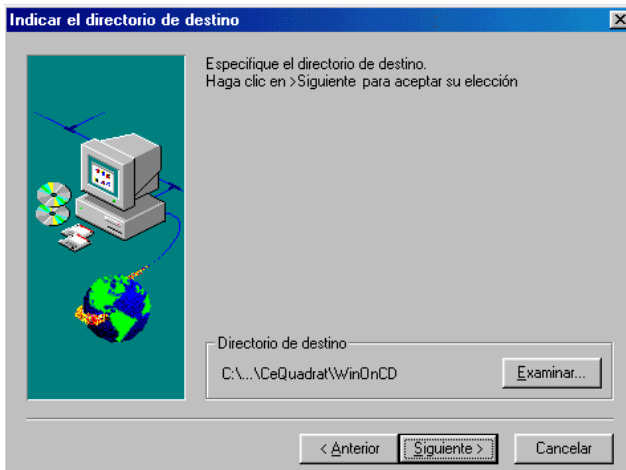 Indicar el directorio de destino
Especifique el directorio de destino.
Haga clic en >Siguiente para aceptar su elección
Directorio de destino
C:\...\CeQuadrat\WinOnCD
Examinar...
< Anterior
Siguiente >
Cancelar